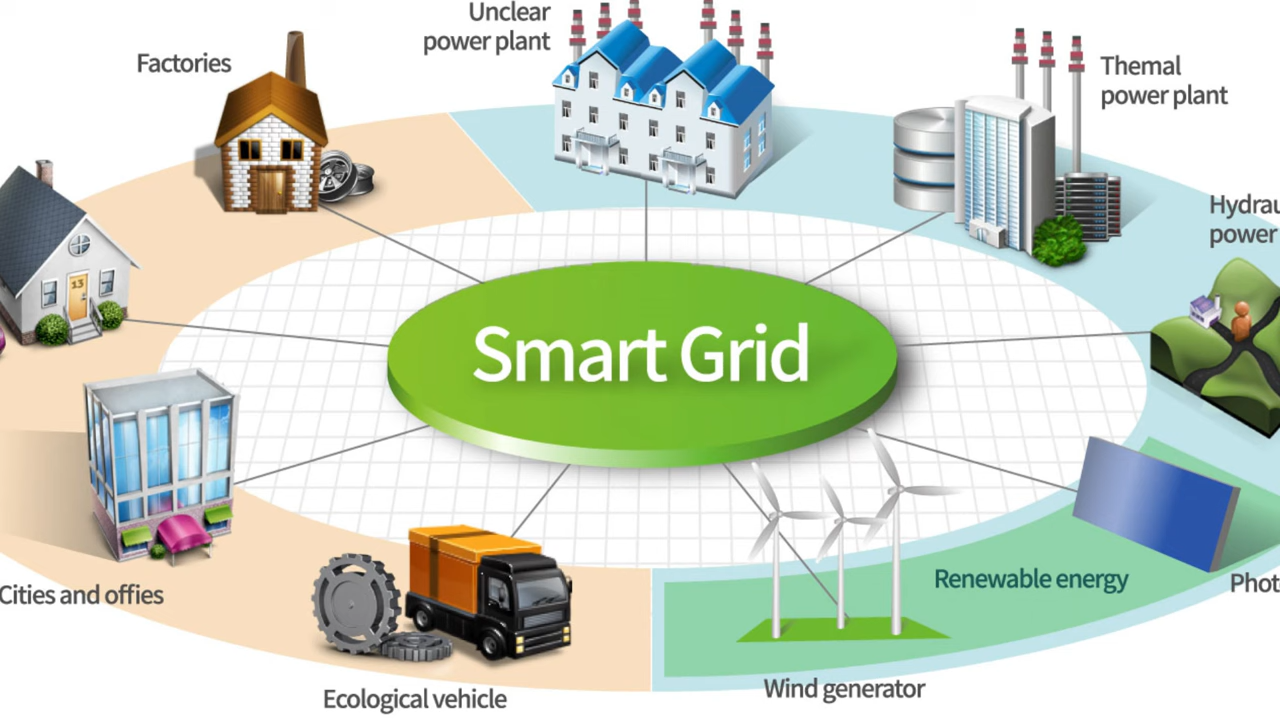 Unclear
power plant
Factories
Themal
power plant
Hydrau
power
13
Smart Grid
Renewable energy
Phot
Cities and offies
Wind generator
Ecological vehicle